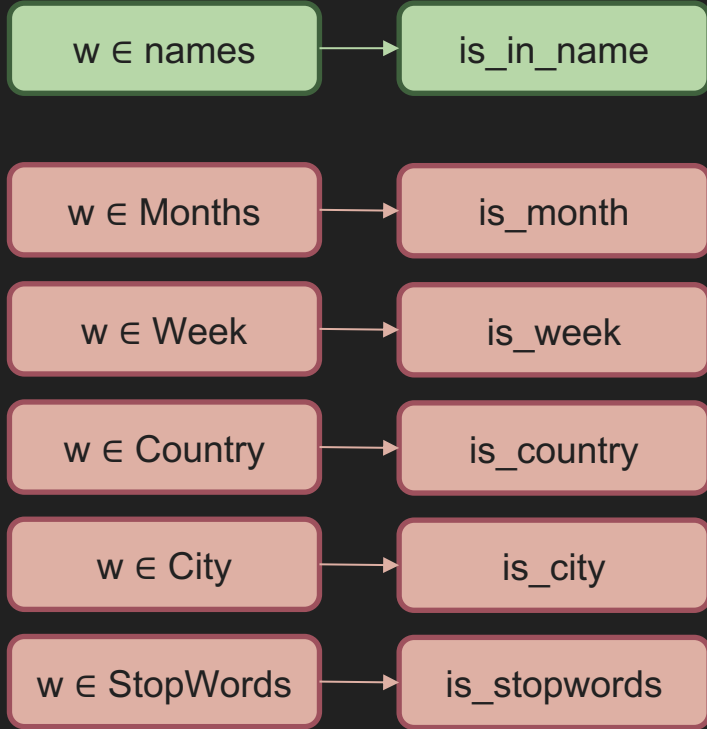 w ∈ names is_in_name
w ∈ Months is_month
w ∈ Week is_week
w ∈ Country is_country
w ∈ City is_city
w ∈ StopWords is_stopwords